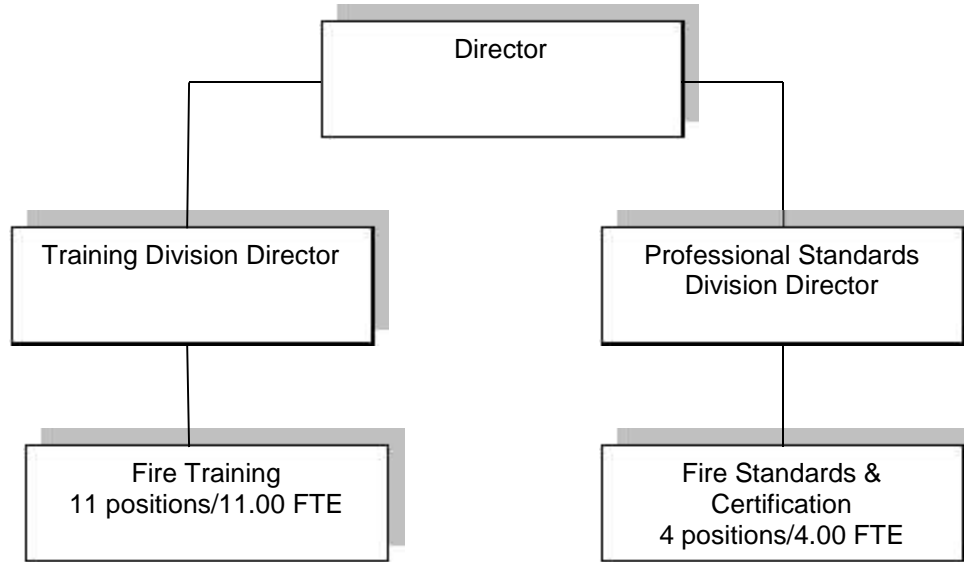 Director
Training Division Director
Professional Standards
Division Director
Fire Training
11 positions/11.00 FTE
Fire Standards &
Certification
4 positions/4.00 FTE